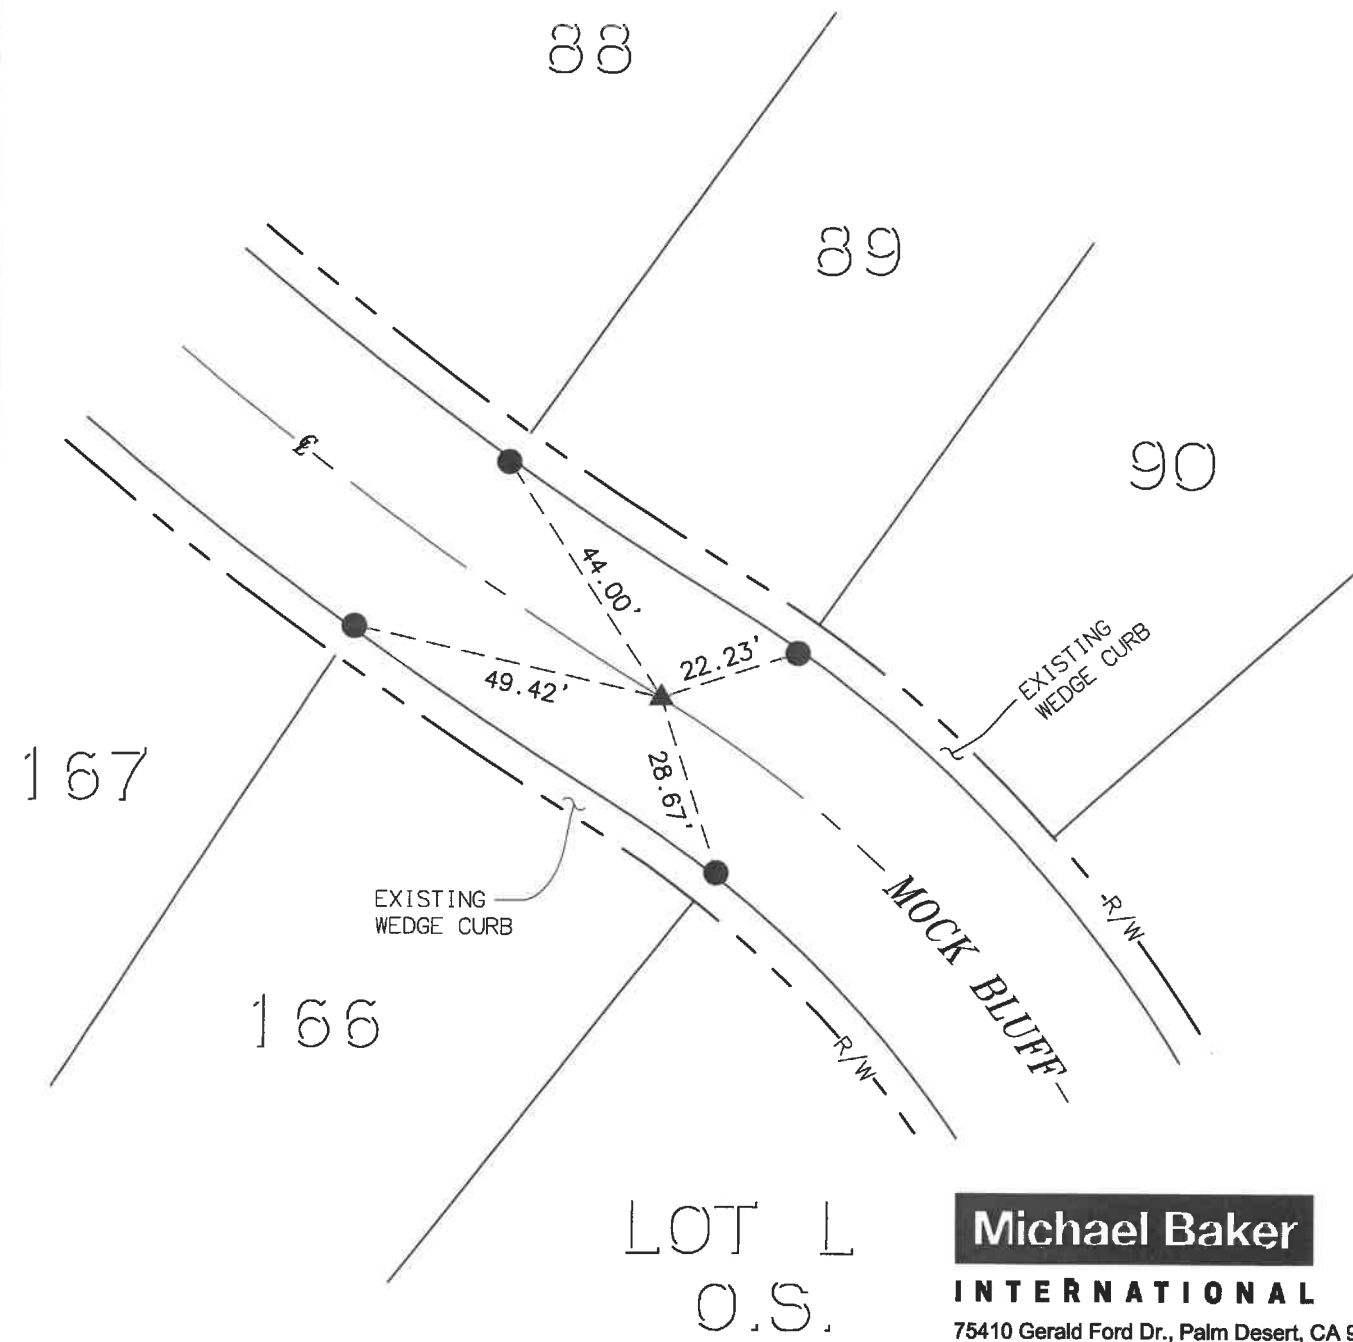 88
89
90
℄
44.00'
22.23'
49.42'
28.67'
EXISTING
WEDGE CURB
167
EXISTING
WEDGE CURB
166
MOCK BLUFF
R/W
R/W
LOT L
O.S.
Michael Baker
INTERNATIONAL
75410 Gerald Ford Dr., Palm Desert, CA